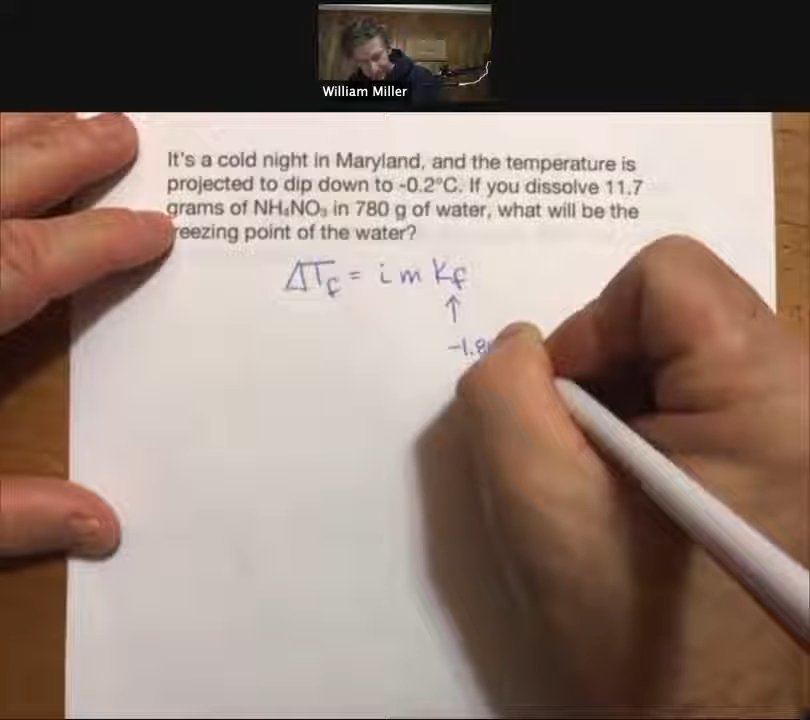 William Miller
It's a cold night in Maryland, and the temperature is
projected to dip down to -0.2°C. If you dissolve 11.7
grams of NH₄NO₃ in 780 g of water, what will be the
reezing point of the water?
ΔTf = i m Kf
↑
-1.8